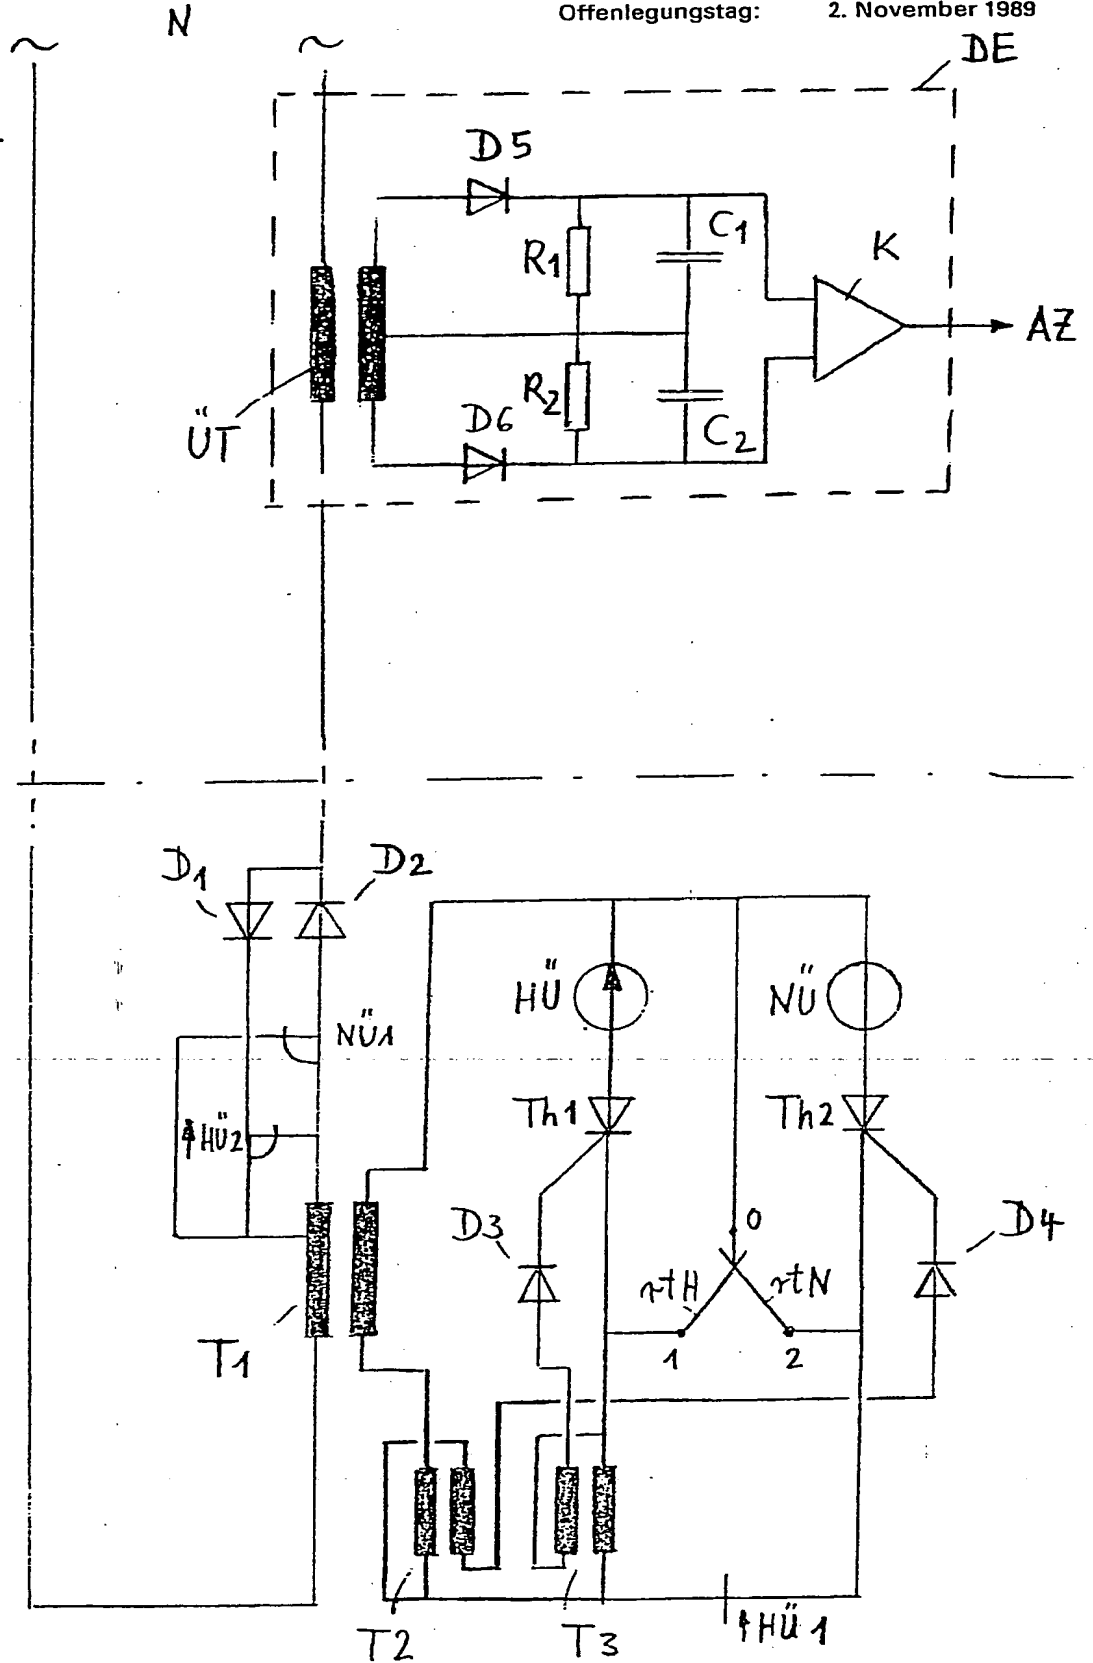 Offenlegungstag: 2. November 1989
N
~ ~
DE
D5
C1
K
R1
AZ
R2
D6
C2
ÜT
D1 D2
HÜ NÜ
NÜ1
Th1 Th2
HÜ2
0
D3 D4
rtH rtN
1 2
T1
T2 T3 HÜ1